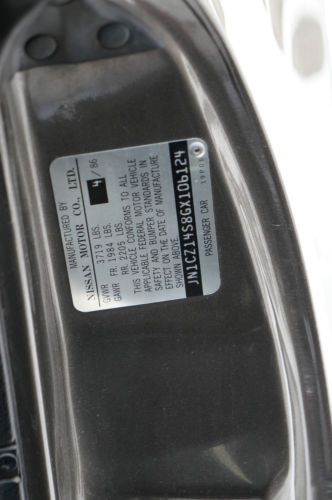 MANUFACTURED BY 4/86
NISSAN MOTOR CO., LTD.
GVWR 3719 LBS.
GAWR FR. 1984 LBS.
RR. 2205 LBS.
THIS VEHICLE CONFORMS TO ALL
APPLICABLE FEDERAL MOTOR VEHICLE
SAFETY AND BUMPER STANDARDS IN
EFFECT ON THE DATE OF MANUFACTURE
SHOWN ABOVE.
JN1CZ14S8GX106124
PASSENGER CAR